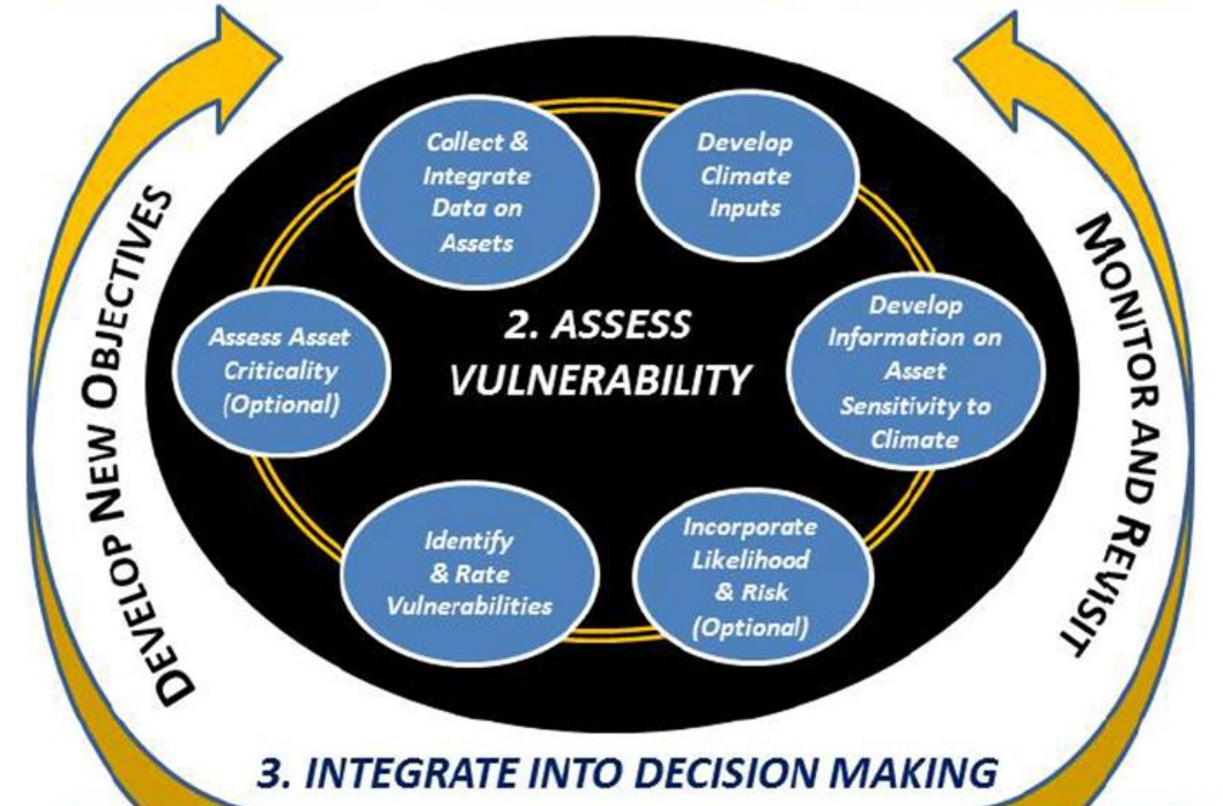 Collect &
Integrate
Data on
Assets
Develop
Climate
Inputs
DEVELOP NEW OBJECTIVES
Assess Asset
Criticality
(Optional)
2. ASSESS
VULNERABILITY
Develop
Information on
Asset
Sensitivity to
Climate
MONITOR AND REVISIT
Identify
& Rate
Vulnerabilities
Incorporate
Likelihood
& Risk
(Optional)
3. INTEGRATE INTO DECISION MAKING